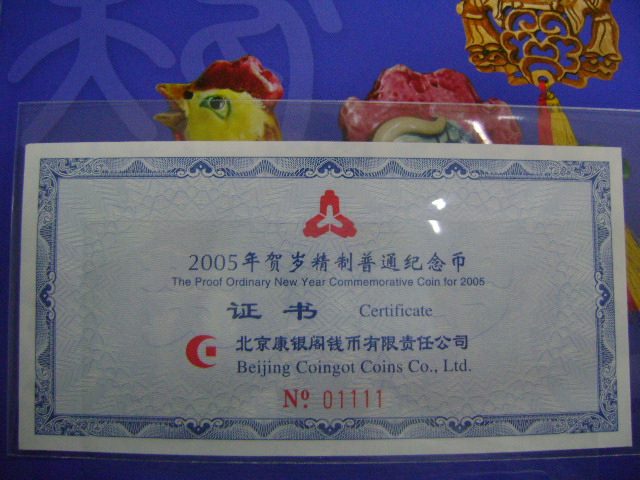 2005年贺岁精制普通纪念币
The Proof Ordinary New Year Commemorative Coin for 2005
证书 Certificate
北京康银阁钱币有限责任公司
Beijing Coingot Coins Co., Ltd.
Nº 01111